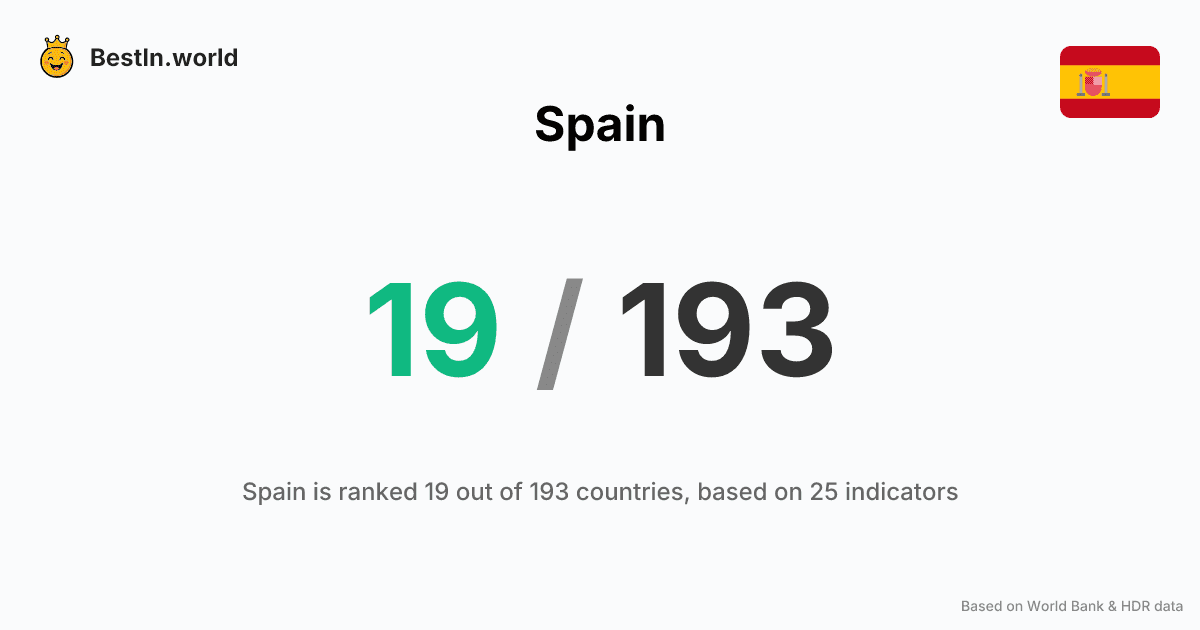 BestIn.world
Spain
19 / 193
Spain is ranked 19 out of 193 countries, based on 25 indicators
Based on World Bank & HDR data